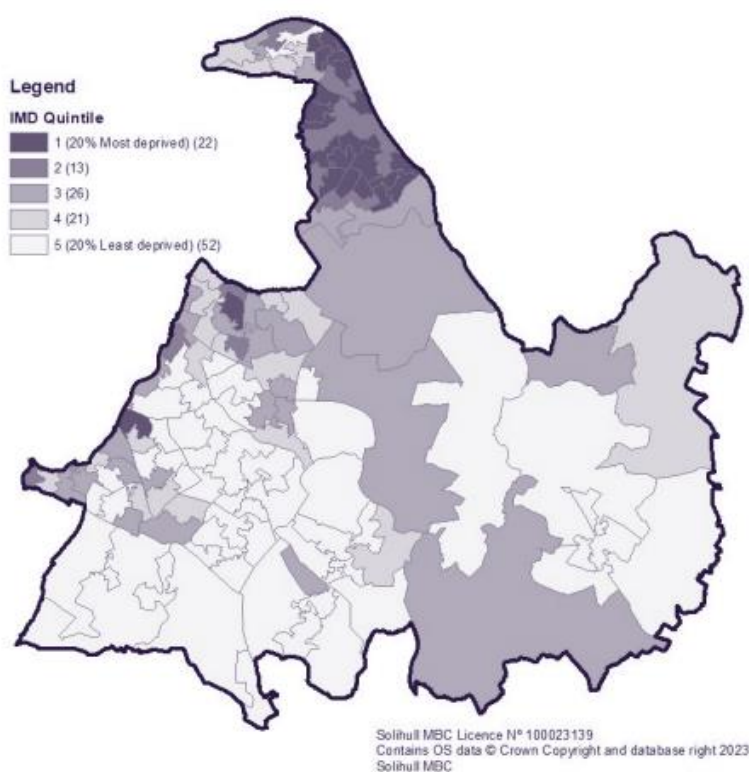 Legend
IMD Quintile
1 (20% Most deprived) (22)
2 (13)
3 (26)
4 (21)
5 (20% Least deprived) (52)
Solihull MBC Licence Nº 100023139
Contains OS data © Crown Copyright and database right 2023
Solihull MBC